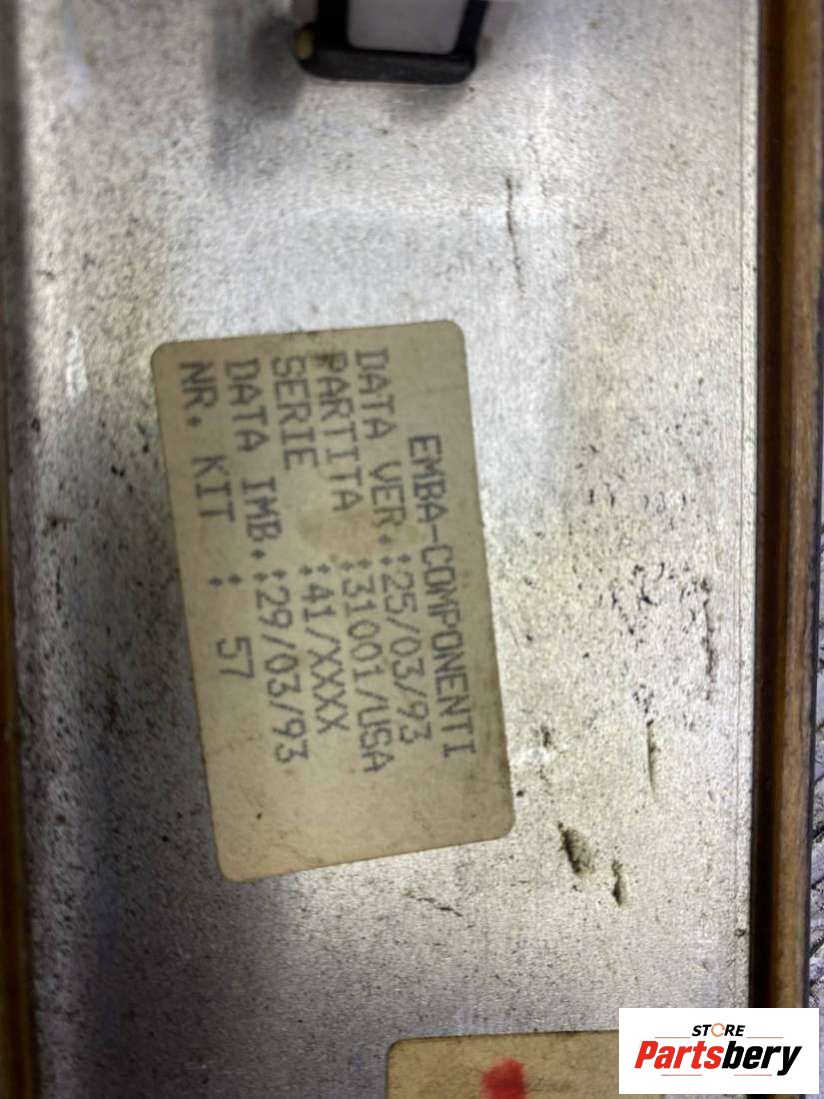 EMBA-COMPONENTI
DATA VER.:25/03/93
PARTITA :31001/USA
SERIE :41/XXXX
DATA IMB.:29/03/93
NR. KIT : 57
STORE
Partsbery